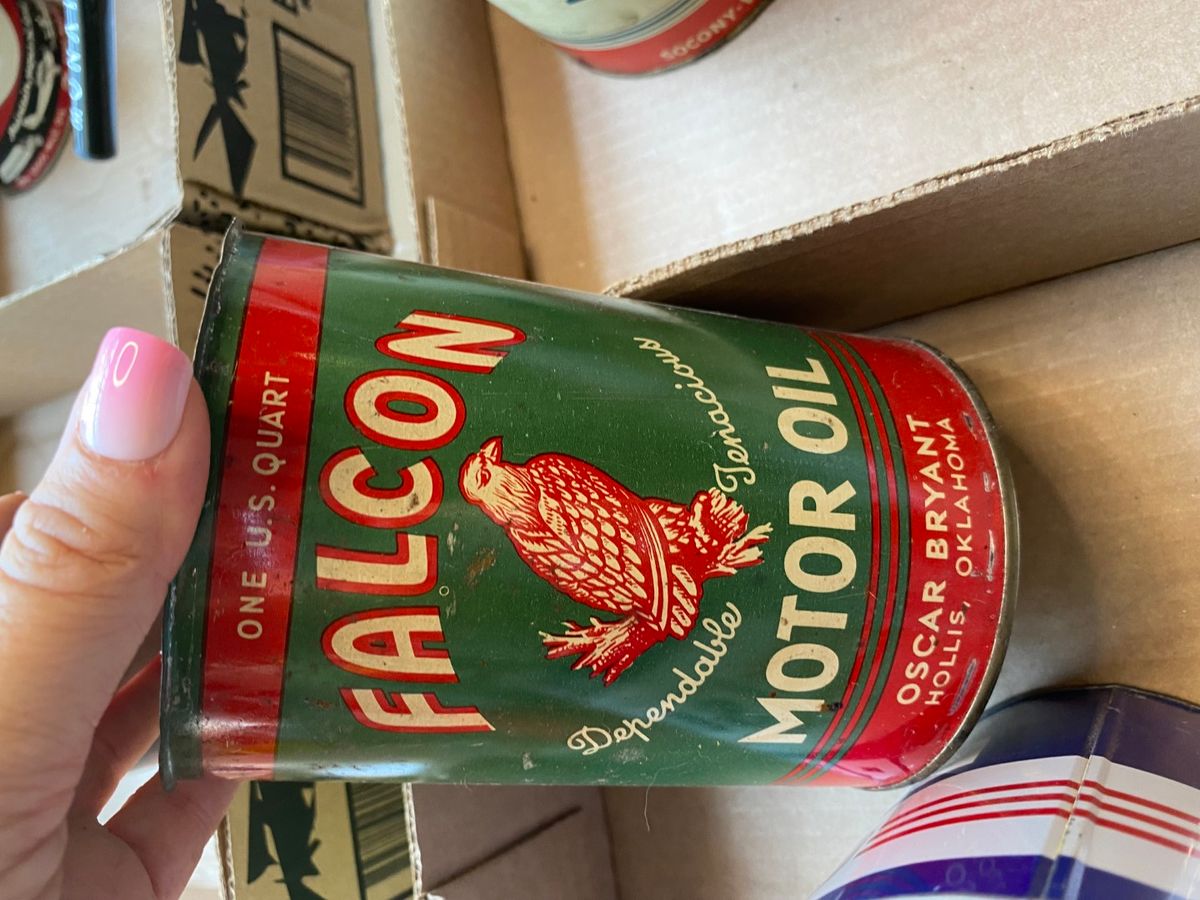 ONE U.S. QUART
FALCON
Dependable Tenacious
MOTOR OIL
OSCAR BRYANT
HOLLIS, OKLAHOMA
SOCONY-